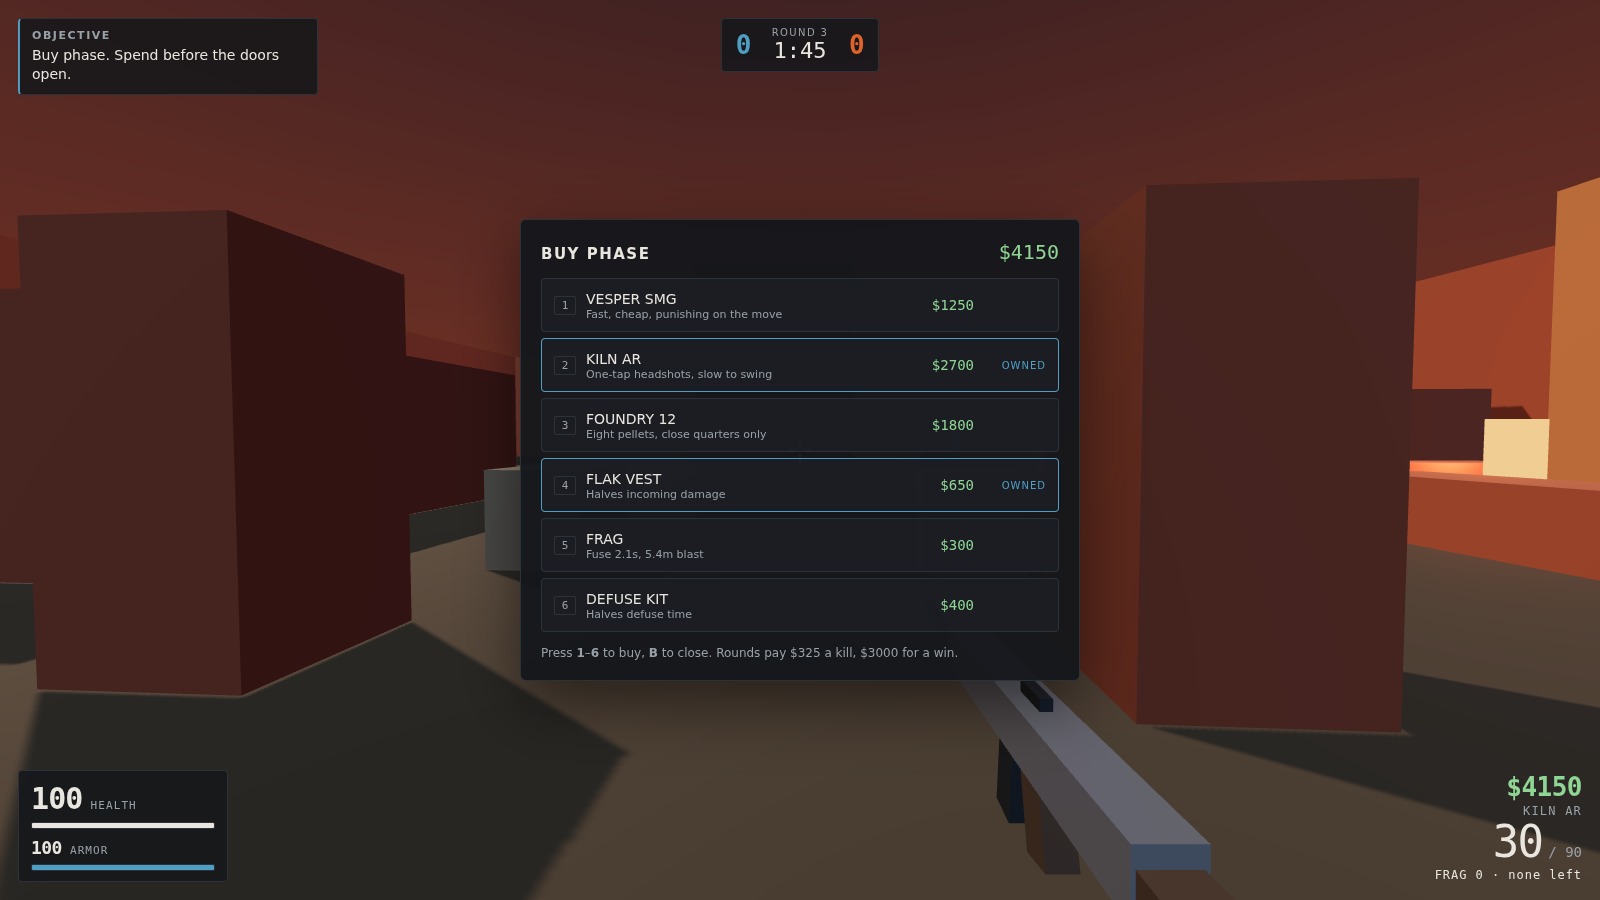 OBJECTIVE
Buy phase. Spend before the doors
open.
0
ROUND 3
1:45
0
BUY PHASE
$4150
1
VESPER SMG
Fast, cheap, punishing on the move
$1250
2
KILN AR
One-tap headshots, slow to swing
$2700
OWNED
3
FOUNDRY 12
Eight pellets, close quarters only
$1800
4
FLAK VEST
Halves incoming damage
$650
OWNED
5
FRAG
Fuse 2.1s, 5.4m blast
$300
6
DEFUSE KIT
Halves defuse time
$400
Press 1–6 to buy, B to close. Rounds pay $325 a kill, $3000 for a win.
100 HEALTH
100 ARMOR
$4150
KILN AR
30 / 90
FRAG 0 · none left